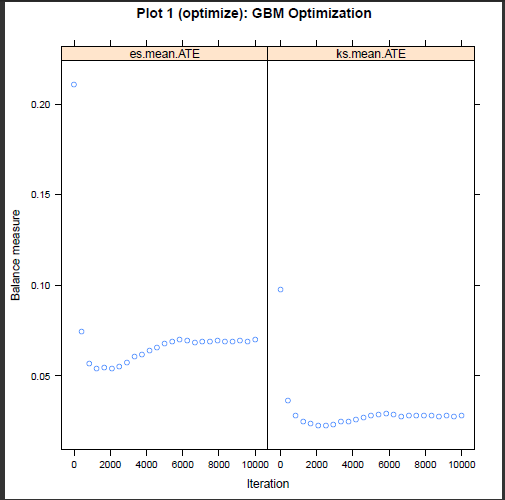 Plot 1 (optimize): GBM Optimization
es.mean.ATE
ks.mean.ATE
0.20
0.15
0.10
0.05
Balance measure
0 2000 4000 6000 8000 10000
0 2000 4000 6000 8000 10000
Iteration